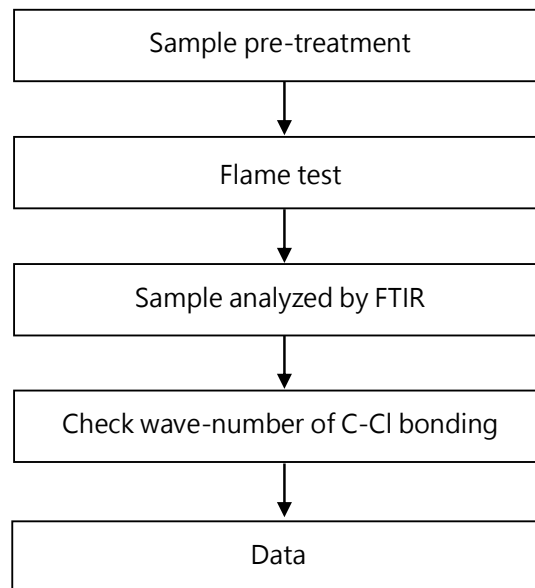 Sample pre-treatment
Flame test
Sample analyzed by FTIR
Check wave-number of C-Cl bonding
Data